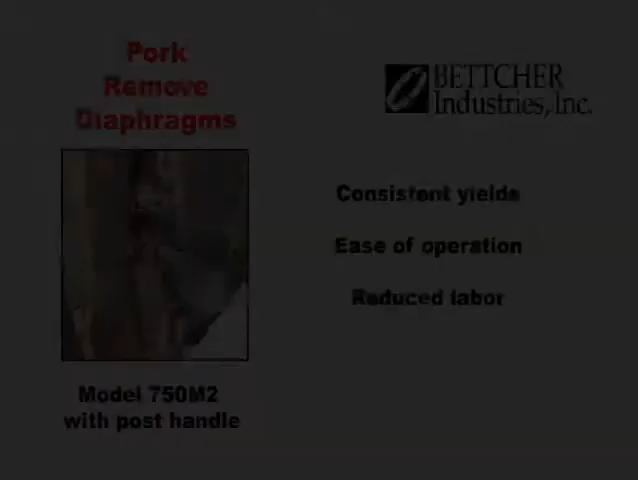 Pork
Remove
Diaphragms
BETTCHER
Industries, Inc.
Consistent yields
Ease of operation
Reduced labor
Model 750M2
with post handle